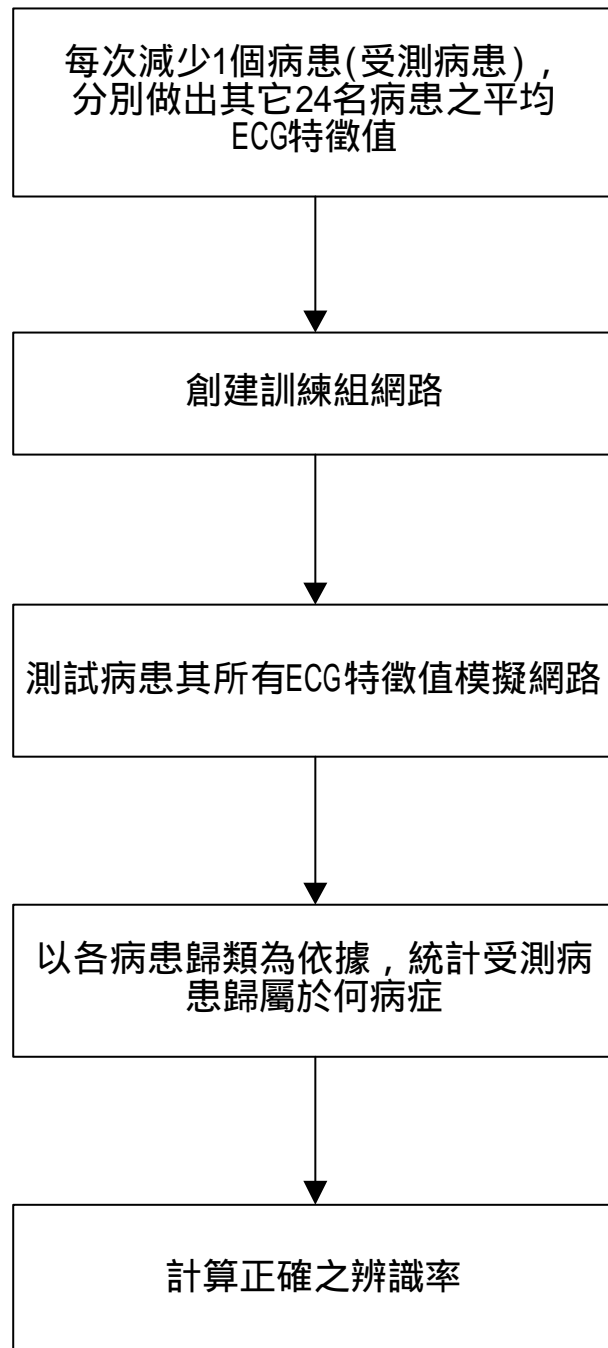 每次減少1個病患(受測病患)，
分別做出其它24名病患之平均
ECG特徵值
創建訓練組網路
測試病患其所有ECG特徵值模擬網路
以各病患歸類為依據，統計受測病
患歸屬於何病症
計算正確之辨識率